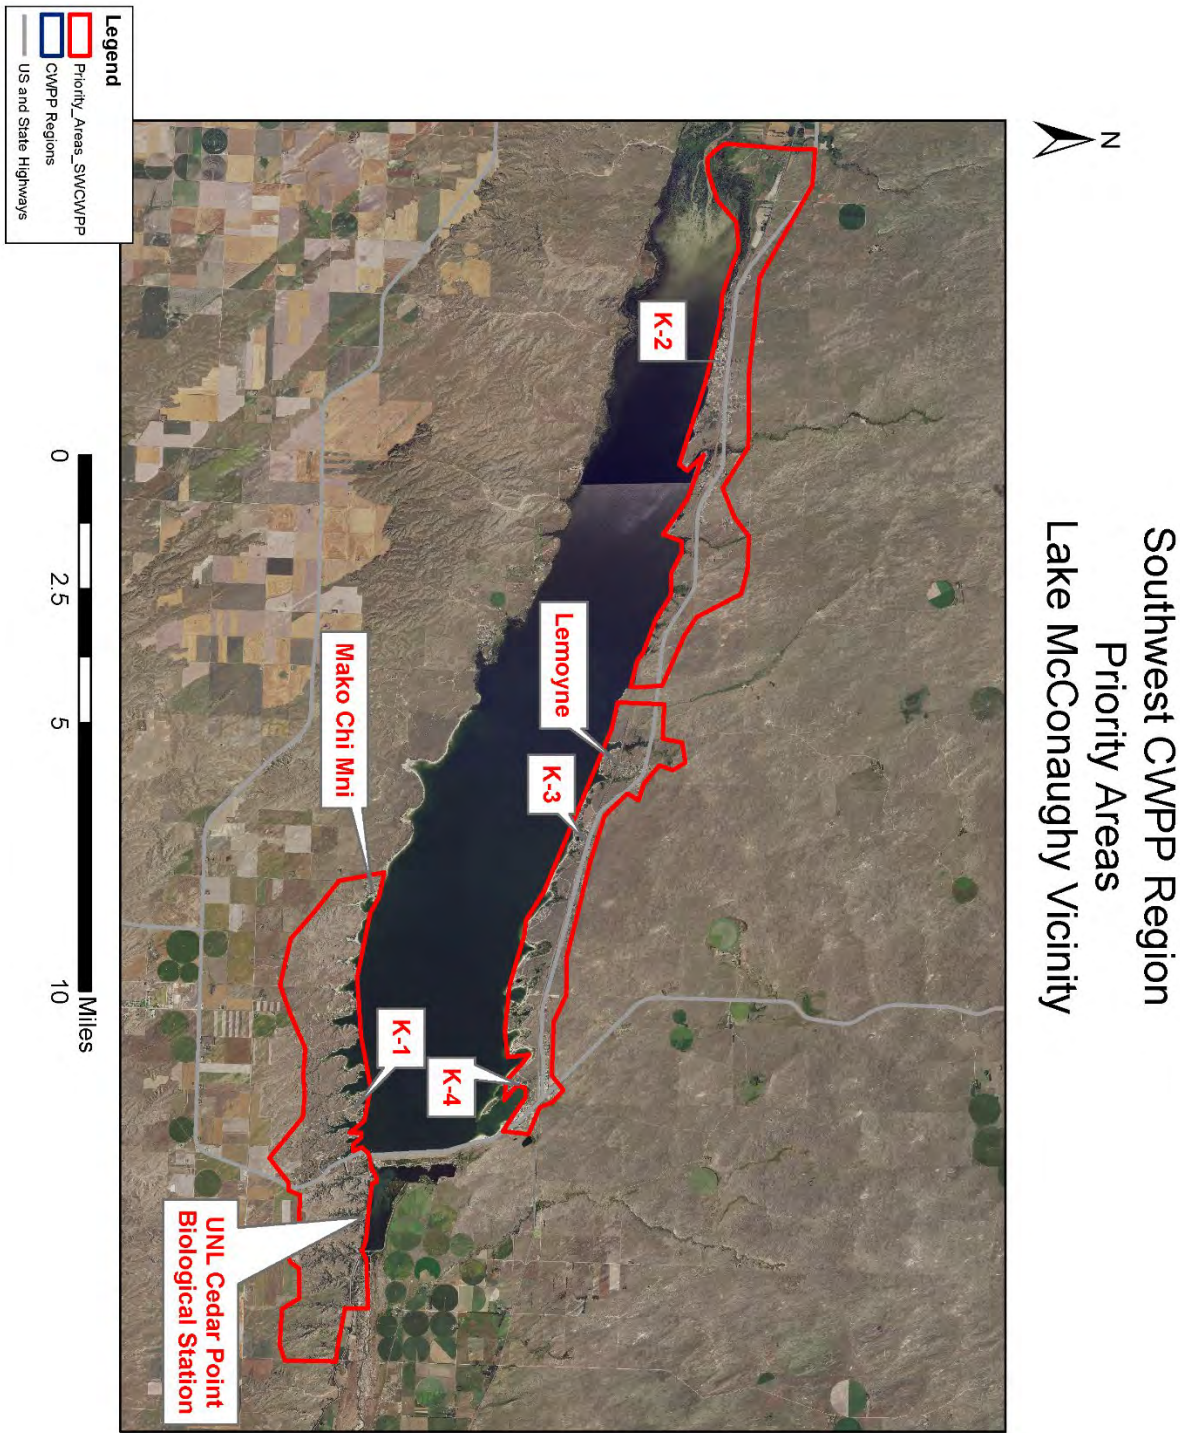 Southwest CWPP Region
Priority Areas
Lake McConaughy Vicinity
N
K-2
Lemoyne
K-3
K-4
K-1
Mako Chi Mni
UNL Cedar Point
Biological Station
Legend
Priority_Areas_SWCWPP
CWPP Regions
US and State Highways
0 2.5 5 10
Miles